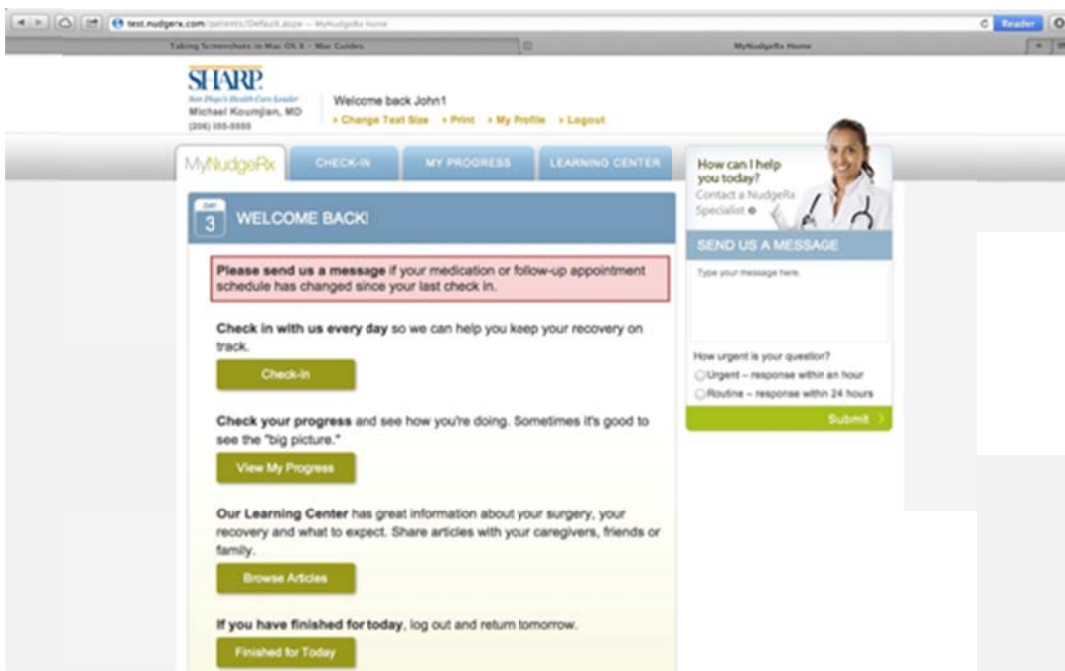 test.nudgerx.com/patients/Default.aspx — MyNudgeRx Home
Reader
Taking Screenshots in Mac OS X - Mac Guides
MyNudgeRx Home
SHARP.
San Diego's Health Care Leader
Michael Koumjian, MD
(206) 155-5555
Welcome back John1
Change Text Size
Print
My Profile
Logout
MyNudgeRx
CHECK-IN
MY PROGRESS
LEARNING CENTER
DAY
3
WELCOME BACK!
Please send us a message if your medication or follow-up appointment
schedule has changed since your last check in.
Check in with us every day so we can help you keep your recovery on
track.
Check-In
Check your progress and see how you're doing. Sometimes it's good to
see the "big picture."
View My Progress
Our Learning Center has great information about your surgery, your
recovery and what to expect. Share articles with your caregivers, friends or
family.
Browse Articles
If you have finished for today, log out and return tomorrow.
Finished for Today
How can I help
you today?
Contact a NudgeRx
Specialist
SEND US A MESSAGE
Type your message here.
How urgent is your question?
Urgent – response within an hour
Routine – response within 24 hours
Submit